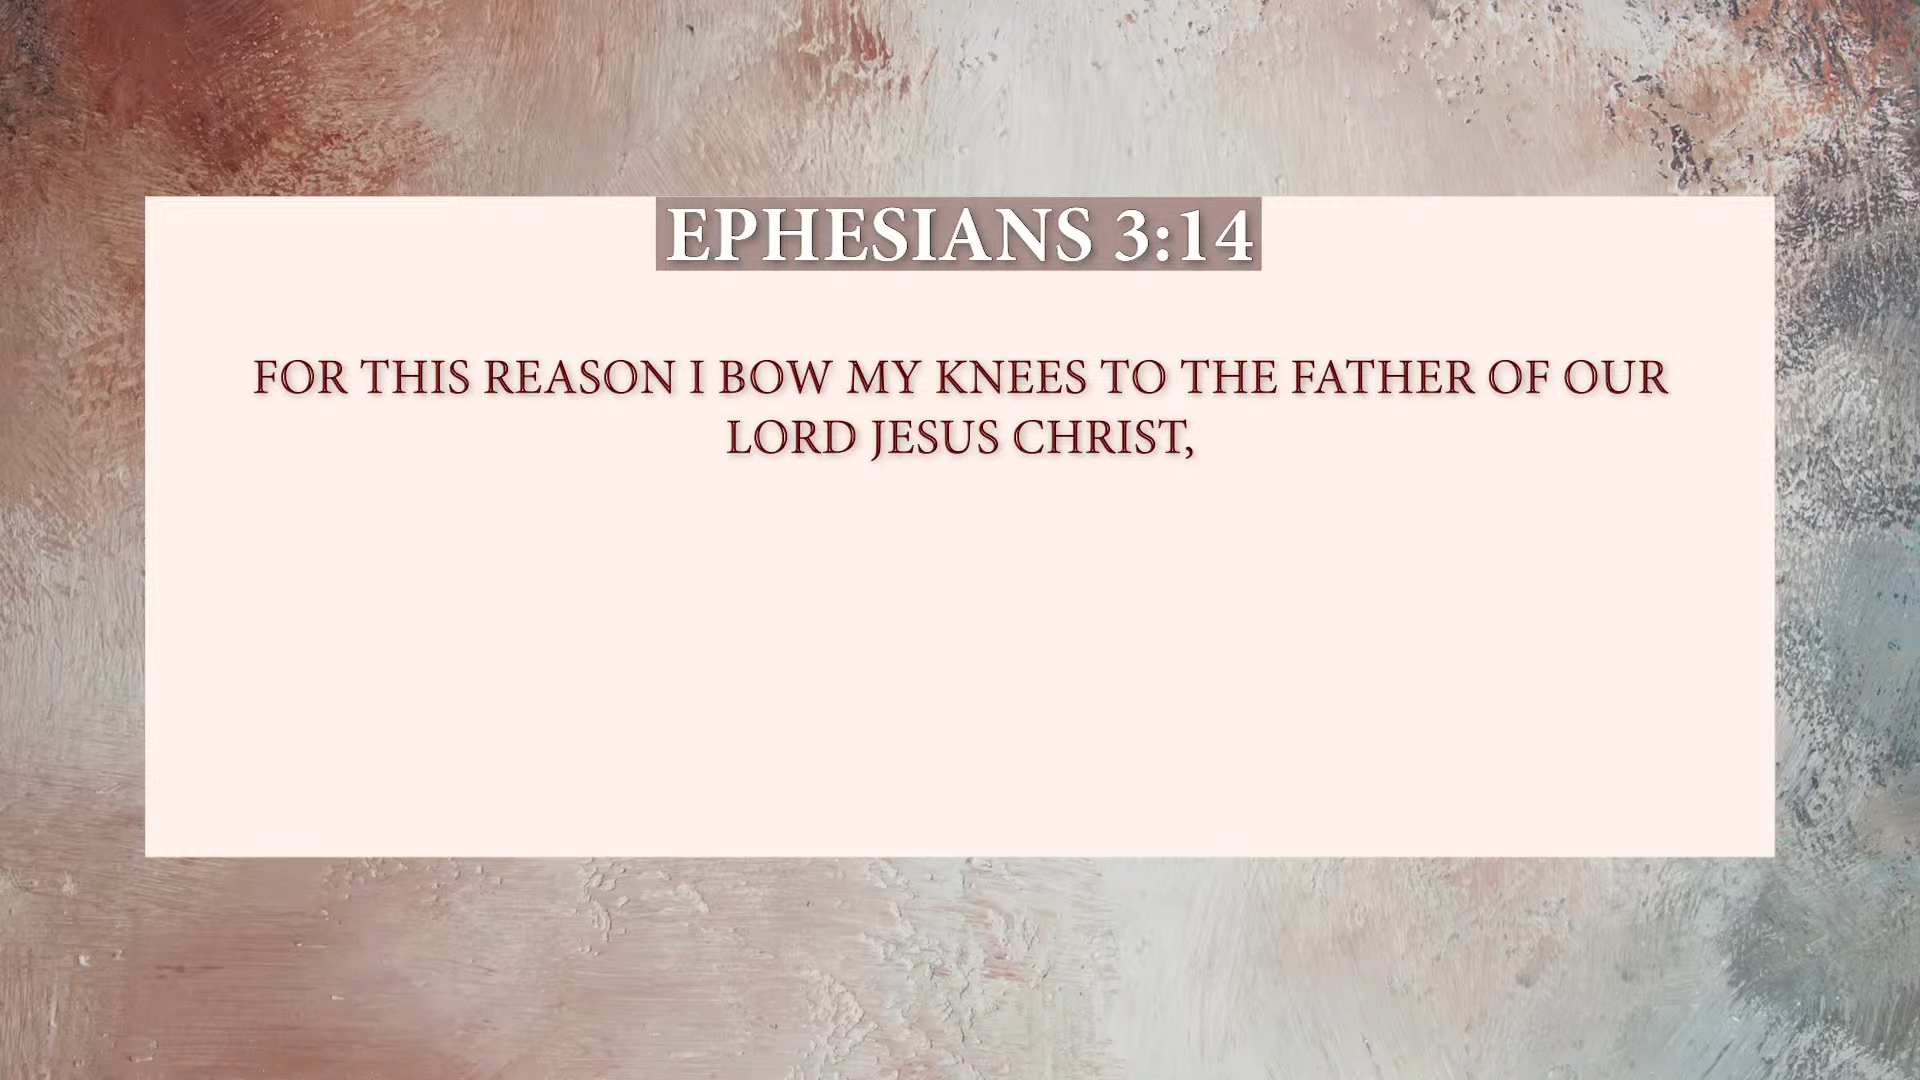 EPHESIANS 3:14
FOR THIS REASON I BOW MY KNEES TO THE FATHER OF OUR
LORD JESUS CHRIST,